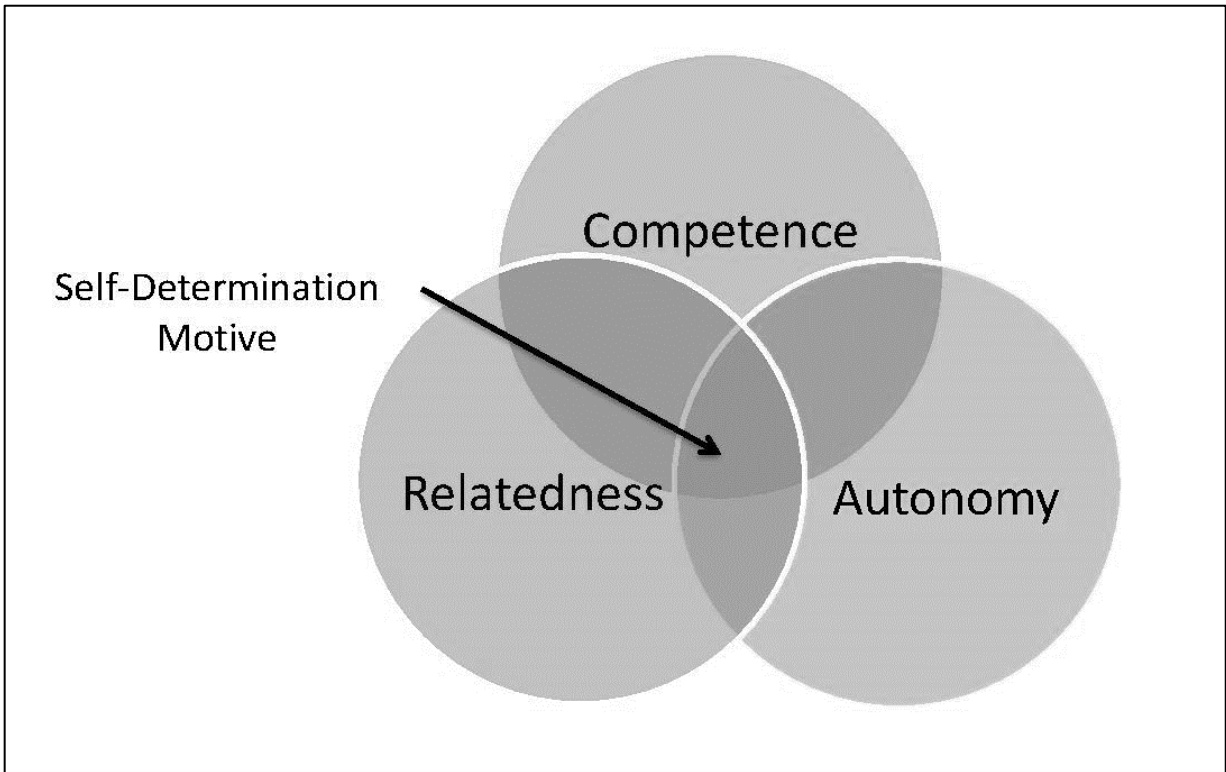 Competence
Self-Determination
Motive
Relatedness
Autonomy